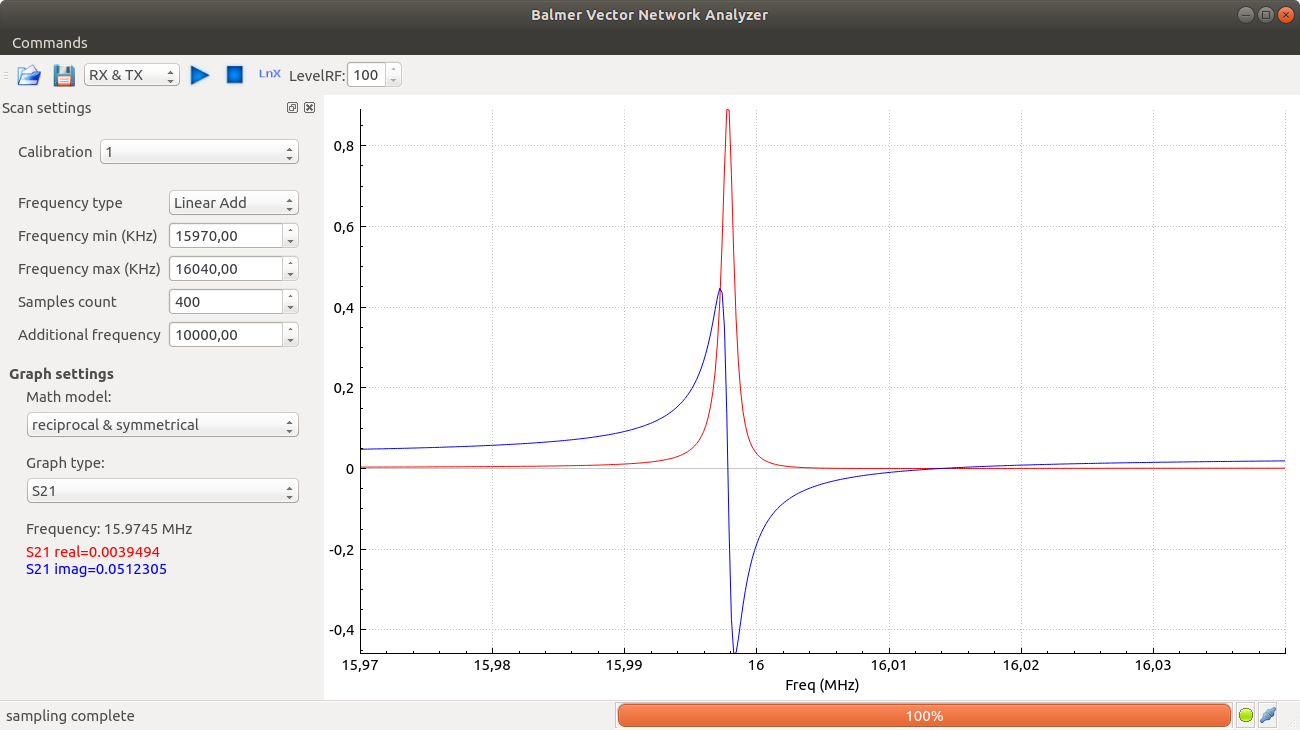 Balmer Vector Network Analyzer
Commands
RX & TX LnX LevelRF: 100
Scan settings
Calibration 1
Frequency type Linear Add
Frequency min (KHz) 15970,00
Frequency max (KHz) 16040,00
Samples count 400
Additional frequency 10000,00
Graph settings
Math model:
reciprocal & symmetrical
Graph type:
S21
Frequency: 15.9745 MHz
S21 real=0.0039494
S21 imag=0.0512305
0,8
0,6
0,4
0,2
0
-0,2
-0,4
15,97 15,98 15,99 16 16,01 16,02 16,03
Freq (MHz)
sampling complete 100%